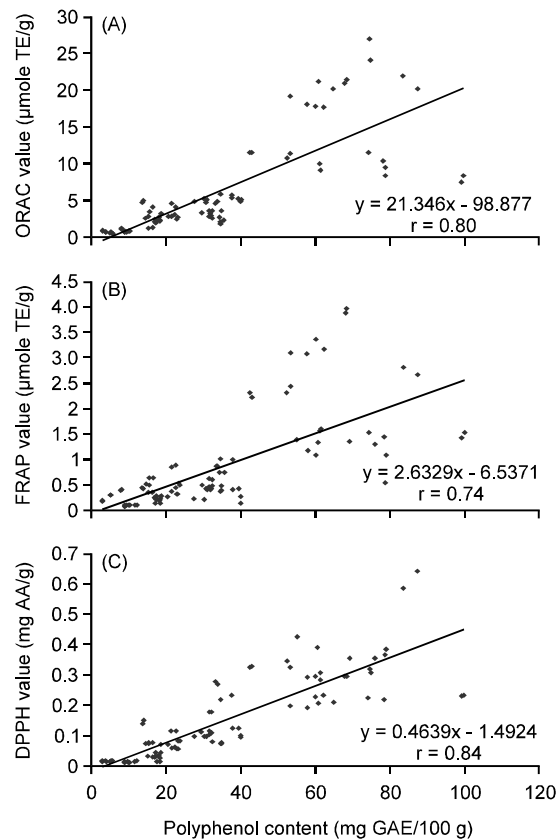 (A)
30
25
20
15
10
5
0
ORAC value (µmole TE/g)
y = 21.346x - 98.877
r = 0.80
(B)
4.5
4.0
3.5
3.0
2.5
2.0
1.5
1
0.5
0
FRAP value (µmole TE/g)
y = 2.6329x - 6.5371
r = 0.74
(C)
0.7
0.6
0.5
0.4
0.3
0.2
0.1
0
DPPH value (mg AA/g)
y = 0.4639x - 1.4924
r = 0.84
0 20 40 60 80 100 120
Polyphenol content (mg GAE/100 g)